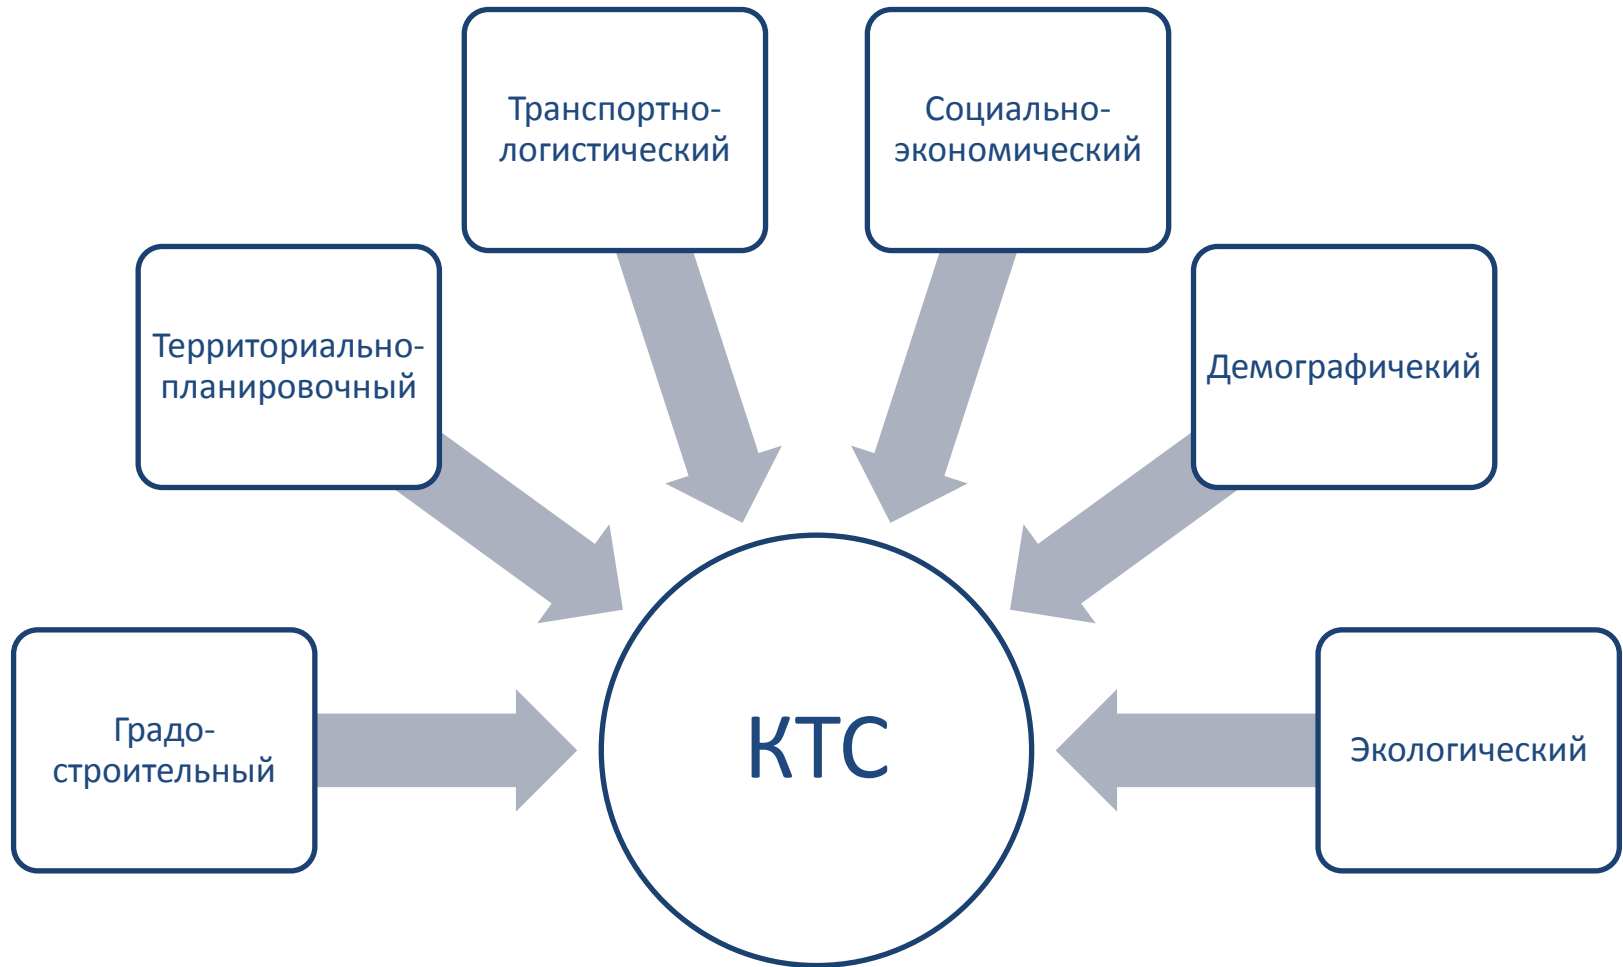 Транспортно-
логистический
Социально-
экономический
Территориально-
планировочный
Демографичекий
Градо-
строительный
КТС
Экологический